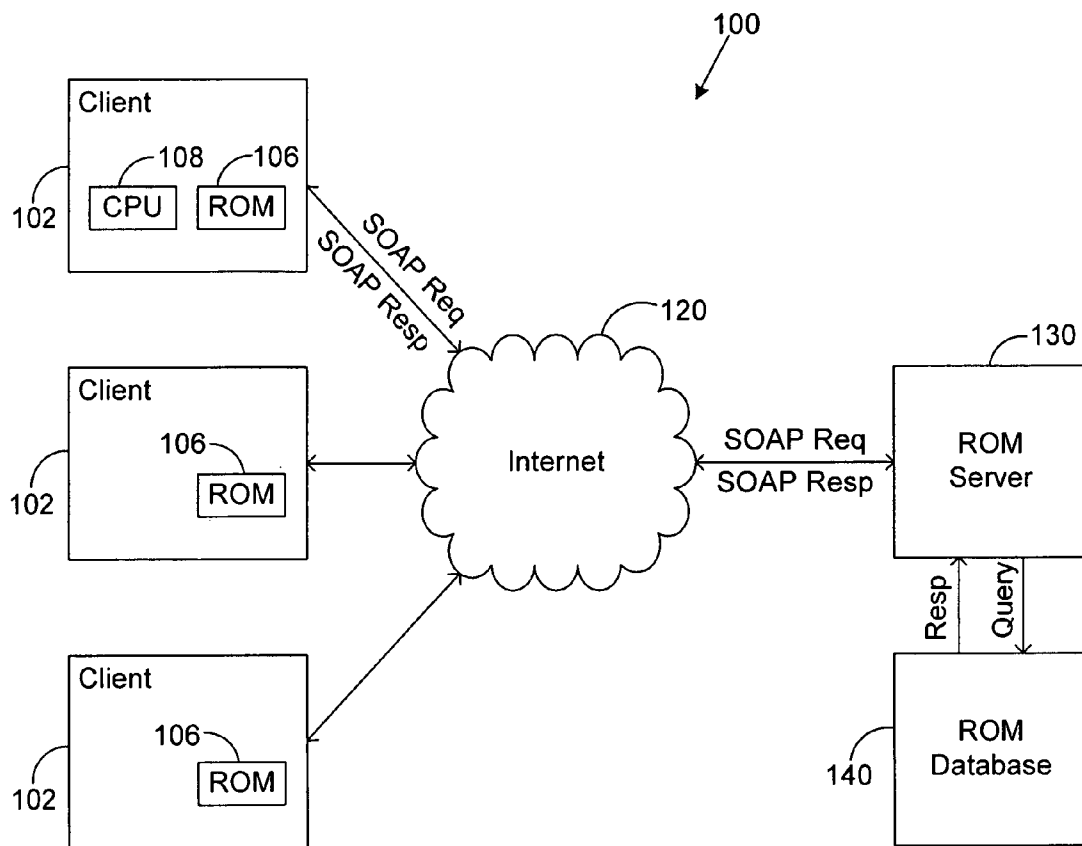 100
Client
108
106
CPU
ROM
102
SOAP Req
SOAP Resp
120
130
Client
106
ROM
102
Internet
SOAP Req
SOAP Resp
ROM
Server
Resp
Query
Client
106
ROM
102
ROM
Database
140